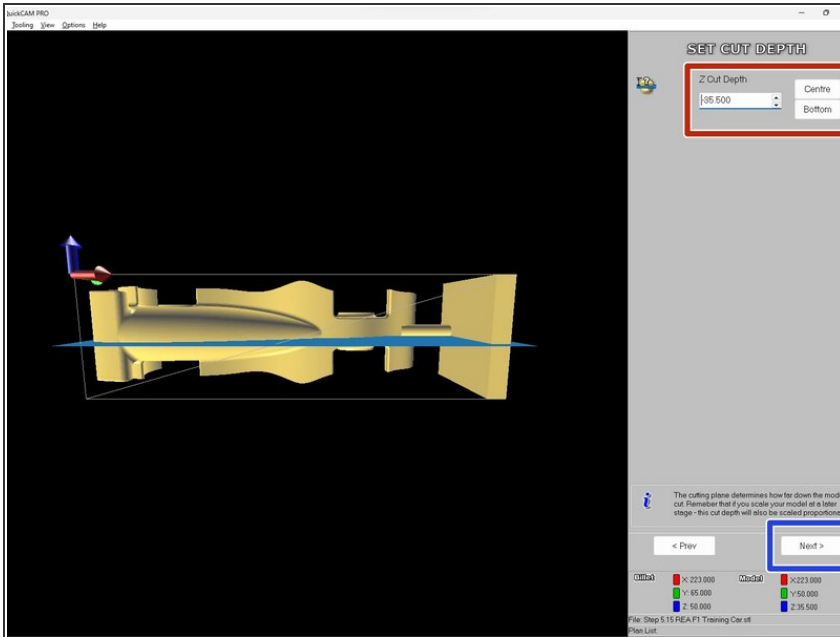 QuickCAM PRO
Tooling View Options Help
SET CUT DEPTH
Z Cut Depth
-35.500
Centre
Bottom
The cutting plane determines how far down the mode
cut. Remeber that if you scale your model at a later
stage - this cut depth will also be scaled proportiona
< Prev
Next >
Billet X: 223.000 Model X:223.000
Y: 65.000 Y:50.000
Z: 50.000 Z:35.500
File: Step 5.15 REA F1 Training Car.stl
Plan List